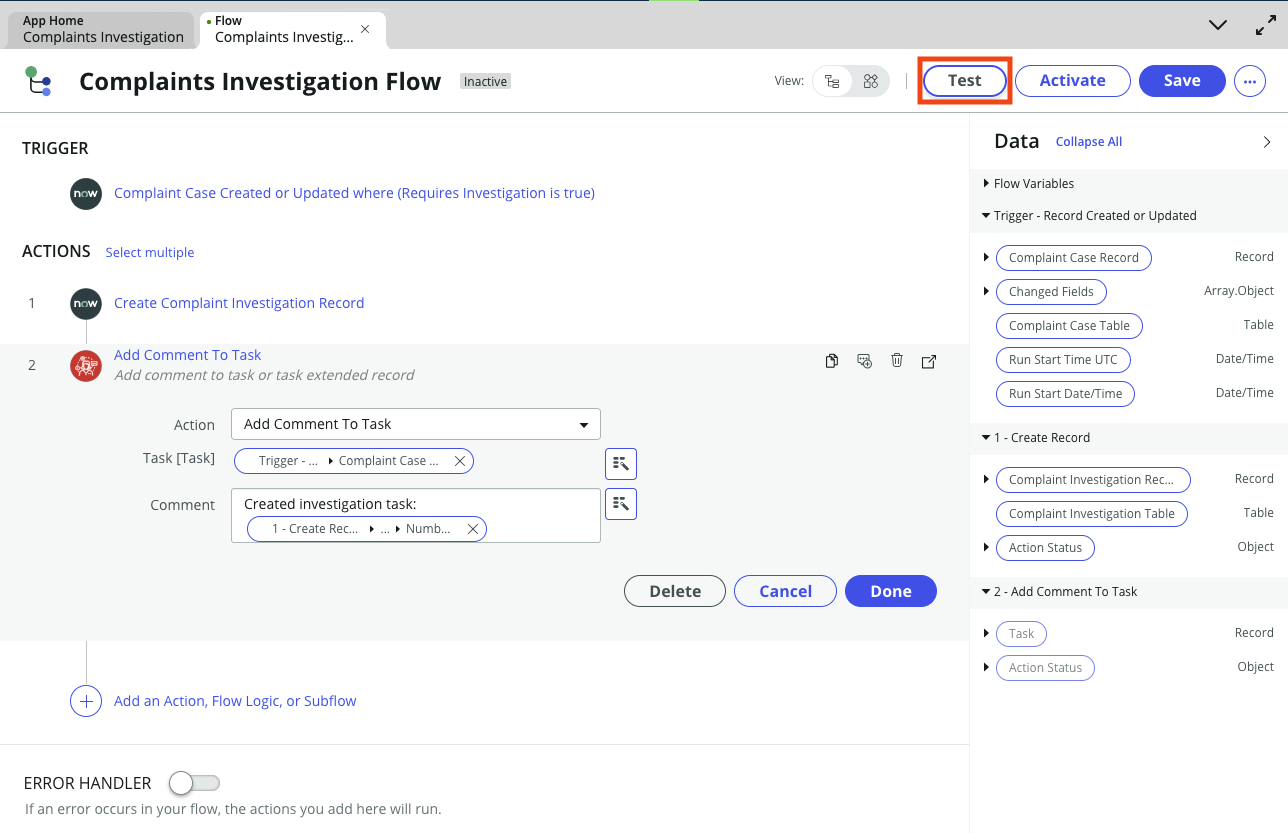 App Home
Complaints Investigation
Flow
Complaints Investig...
Complaints Investigation Flow
Inactive
View:
Test
Activate
Save
TRIGGER
now
Complaint Case Created or Updated where (Requires Investigation is true)
ACTIONS
Select multiple
1
now
Create Complaint Investigation Record
2
Add Comment To Task
Add comment to task or task extended record
Action
Add Comment To Task
Task [Task]
Trigger - ...
Complaint Case ...
Comment
Created investigation task:
1 - Create Rec...
...
Numb...
Delete
Cancel
Done
Add an Action, Flow Logic, or Subflow
ERROR HANDLER
If an error occurs in your flow, the actions you add here will run.
Data
Collapse All
Flow Variables
Trigger - Record Created or Updated
Complaint Case Record
Record
Changed Fields
Array.Object
Complaint Case Table
Table
Run Start Time UTC
Date/Time
Run Start Date/Time
Date/Time
1 - Create Record
Complaint Investigation Rec...
Record
Complaint Investigation Table
Table
Action Status
Object
2 - Add Comment To Task
Task
Record
Action Status
Object